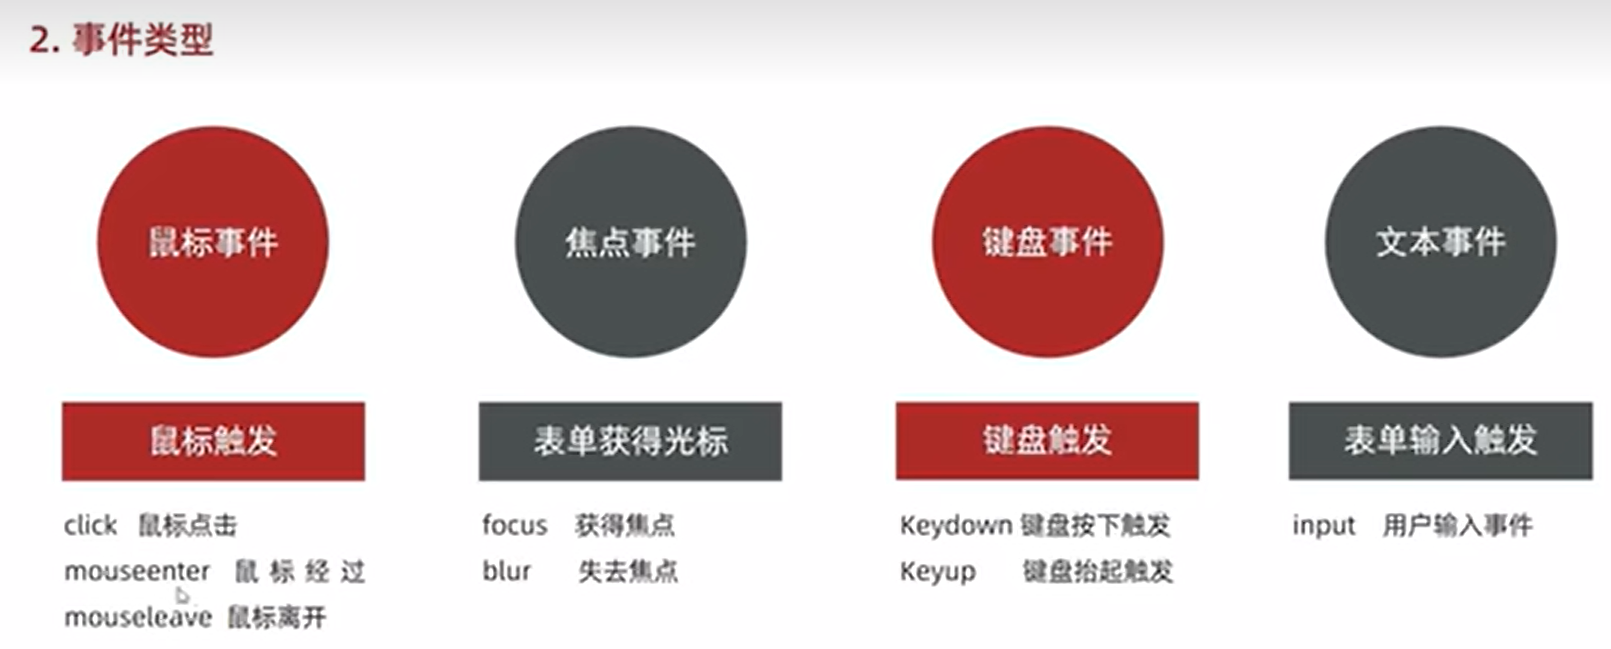 2. 事件类型
鼠标事件
焦点事件
键盘事件
文本事件
鼠标触发
表单获得光标
键盘触发
表单输入触发
click 鼠标点击
mouseenter 鼠标经过
mouseleave 鼠标离开
focus 获得焦点
blur 失去焦点
Keydown 键盘按下触发
Keyup 键盘抬起触发
input 用户输入事件